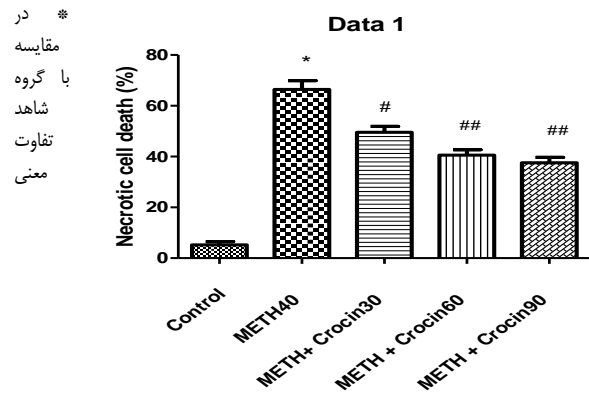 * در
مقایسه
با گروه
شاهد
تفاوت
معنی
Data 1
Necrotic cell death (%)
80
60
40
20
0
*
#
##
##
Control
METH40
METH+ Crocin30
METH + Crocin60
METH + Crocin90